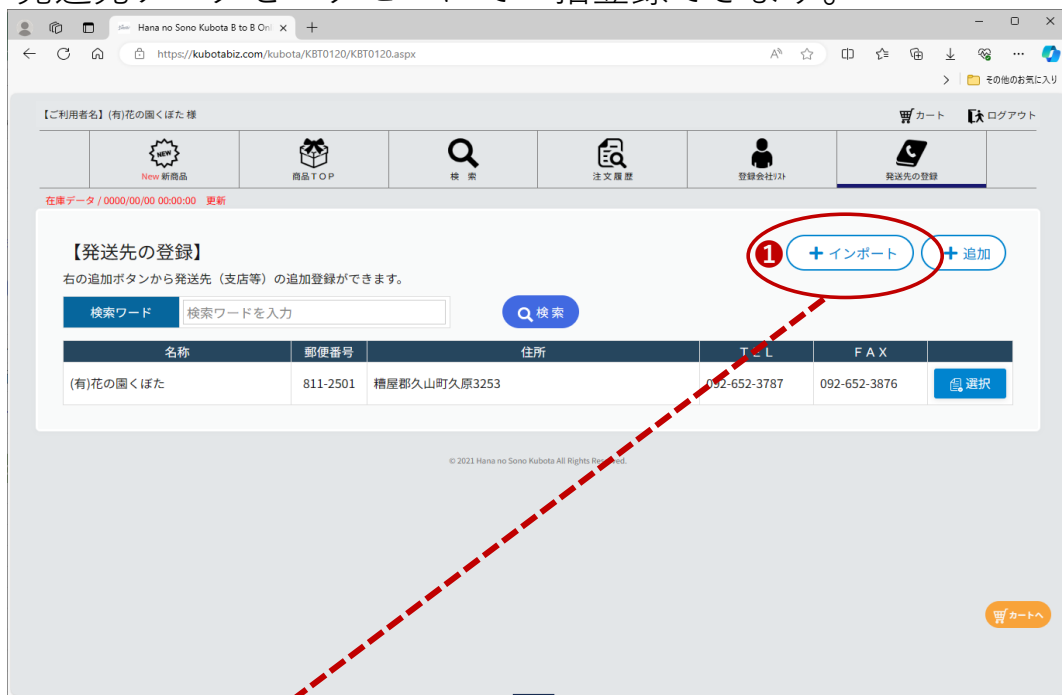 Hana no Sono Kubota B to B Onl
https://kubotabiz.com/kubota/KBT0120/KBT0120.aspx
その他のお気に入り
【ご利用者名】(有)花の園くぼた 様
カート
ログアウト
NEW
New 新商品
商品TOP
検 索
注文履歴
登録会社リスト
発送先の登録
在庫データ / 0000/00/00 00:00:00 更新
【発送先の登録】
❶
+ インポート
+ 追加
右の追加ボタンから発送先（支店等）の追加登録ができます。
検索ワード
検索ワードを入力
検索
名称 郵便番号 住所 TEL FAX
(有)花の園くぼた 811-2501 糟屋郡久山町久原3253 092-652-3787 092-652-3876 選択
© 2021 Hana no Sono Kubota All Rights Reserved.
カートへ